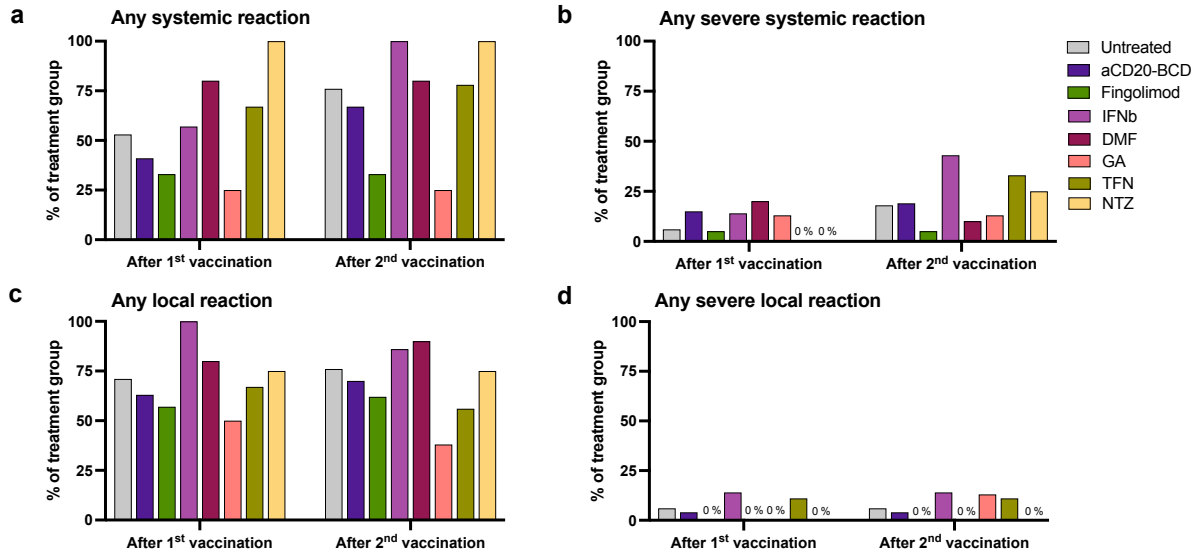 a
Any systemic reaction
% of treatment group
100
75
50
25
0
After 1st vaccination
After 2nd vaccination
b
Any severe systemic reaction
% of treatment group
100
75
50
25
0
0 % 0 %
After 1st vaccination
After 2nd vaccination
Untreated
aCD20-BCD
Fingolimod
IFNb
DMF
GA
TFN
NTZ
c
Any local reaction
% of treatment group
100
75
50
25
0
After 1st vaccination
After 2nd vaccination
d
Any severe local reaction
% of treatment group
100
75
50
25
0
0 % 0 % 0 % 0 % 0 % 0 % 0 %
After 1st vaccination
After 2nd vaccination